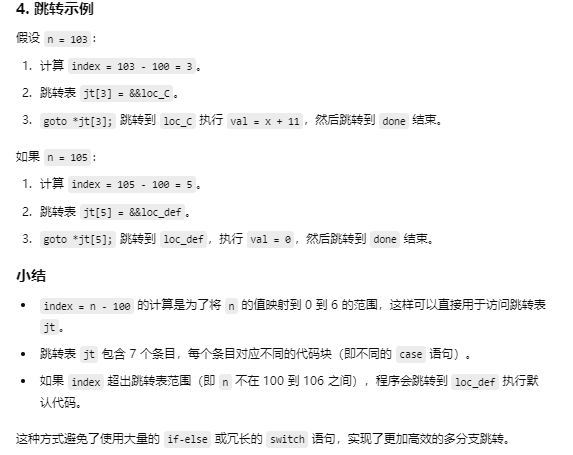 4. 跳转示例
假设 n = 103：
1. 计算 index = 103 - 100 = 3。
2. 跳转表 jt[3] = &&loc_C。
3. goto *jt[3]; 跳转到 loc_C 执行 val = x + 11，然后跳转到 done 结束。
如果 n = 105：
1. 计算 index = 105 - 100 = 5。
2. 跳转表 jt[5] = &&loc_def。
3. goto *jt[5]; 跳转到 loc_def，执行 val = 0，然后跳转到 done 结束。
小结
• index = n - 100 的计算是为了将 n 的值映射到 0 到 6 的范围，这样可以直接用于访问跳转表
jt。
• 跳转表 jt 包含 7 个条目，每个条目对应不同的代码块（即不同的 case 语句）。
• 如果 index 超出跳转表范围（即 n 不在 100 到 106 之间），程序会跳转到 loc_def 执行默
认代码。
这种方式避免了使用大量的 if-else 或冗长的 switch 语句，实现了更加高效的多分支跳转。